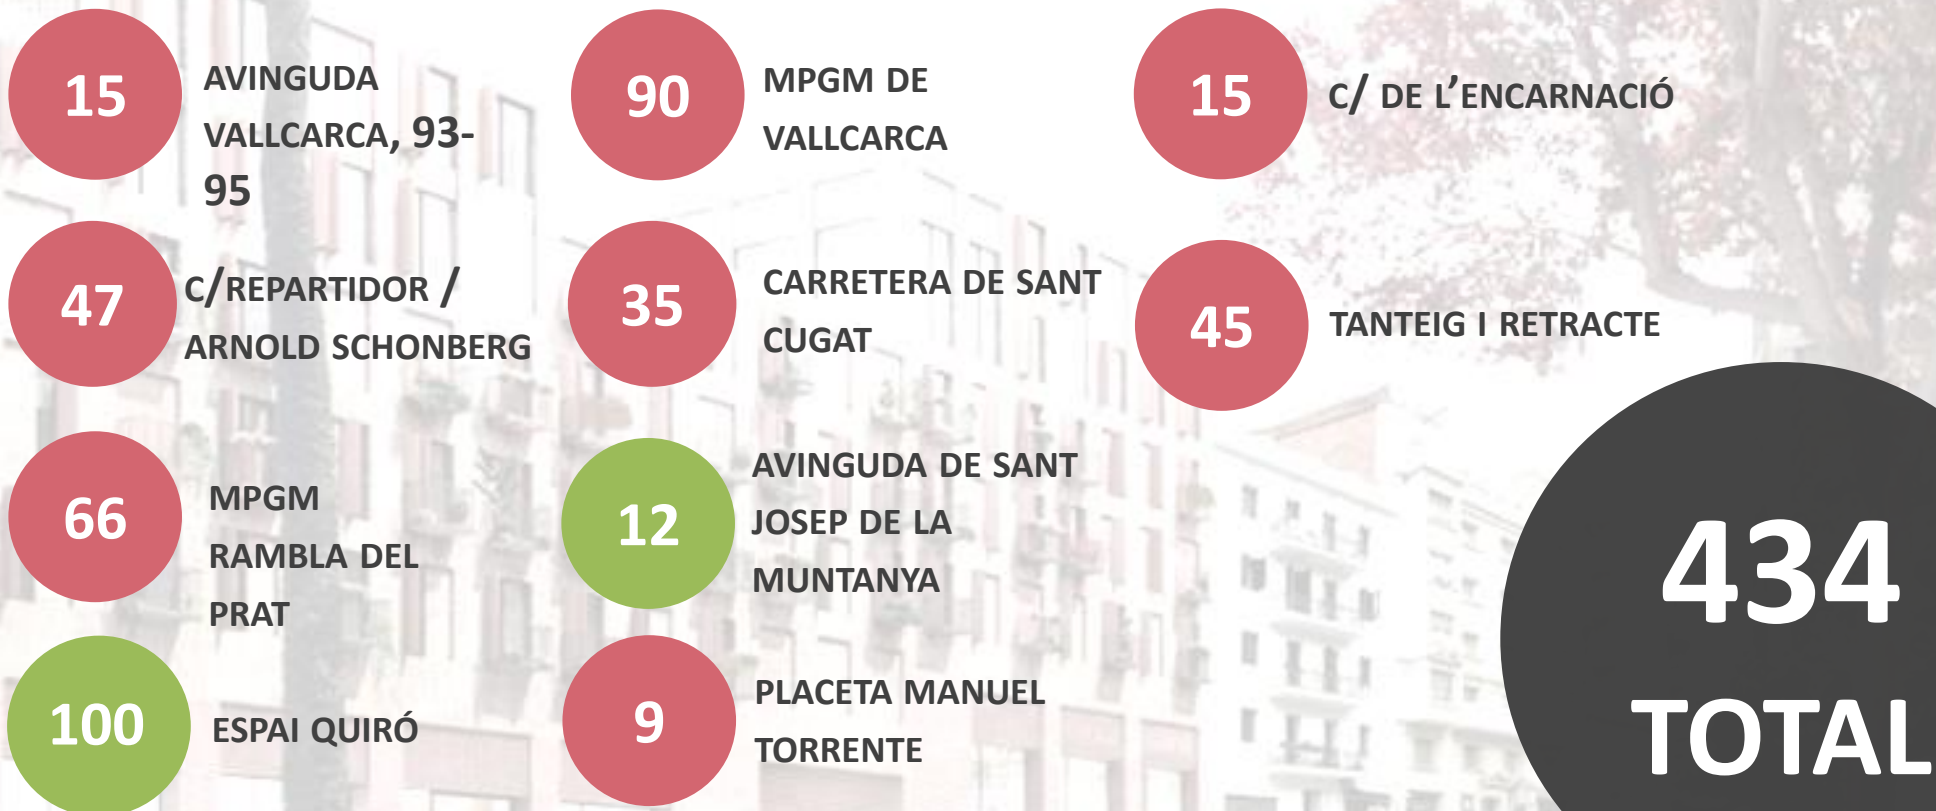 15
AVINGUDA
VALLCARCA, 93-
95
47
C/REPARTIDOR /
ARNOLD SCHONBERG
66
MPGM
RAMBLA DEL
PRAT
100
ESPAI QUIRÓ
90
MPGM DE
VALLCARCA
35
CARRETERA DE SANT
CUGAT
12
AVINGUDA DE SANT
JOSEP DE LA
MUNTANYA
9
PLACETA MANUEL
TORRENTE
15
C/ DE L’ENCARNACIÓ
45
TANTEIG I RETRACTE
434
TOTAL